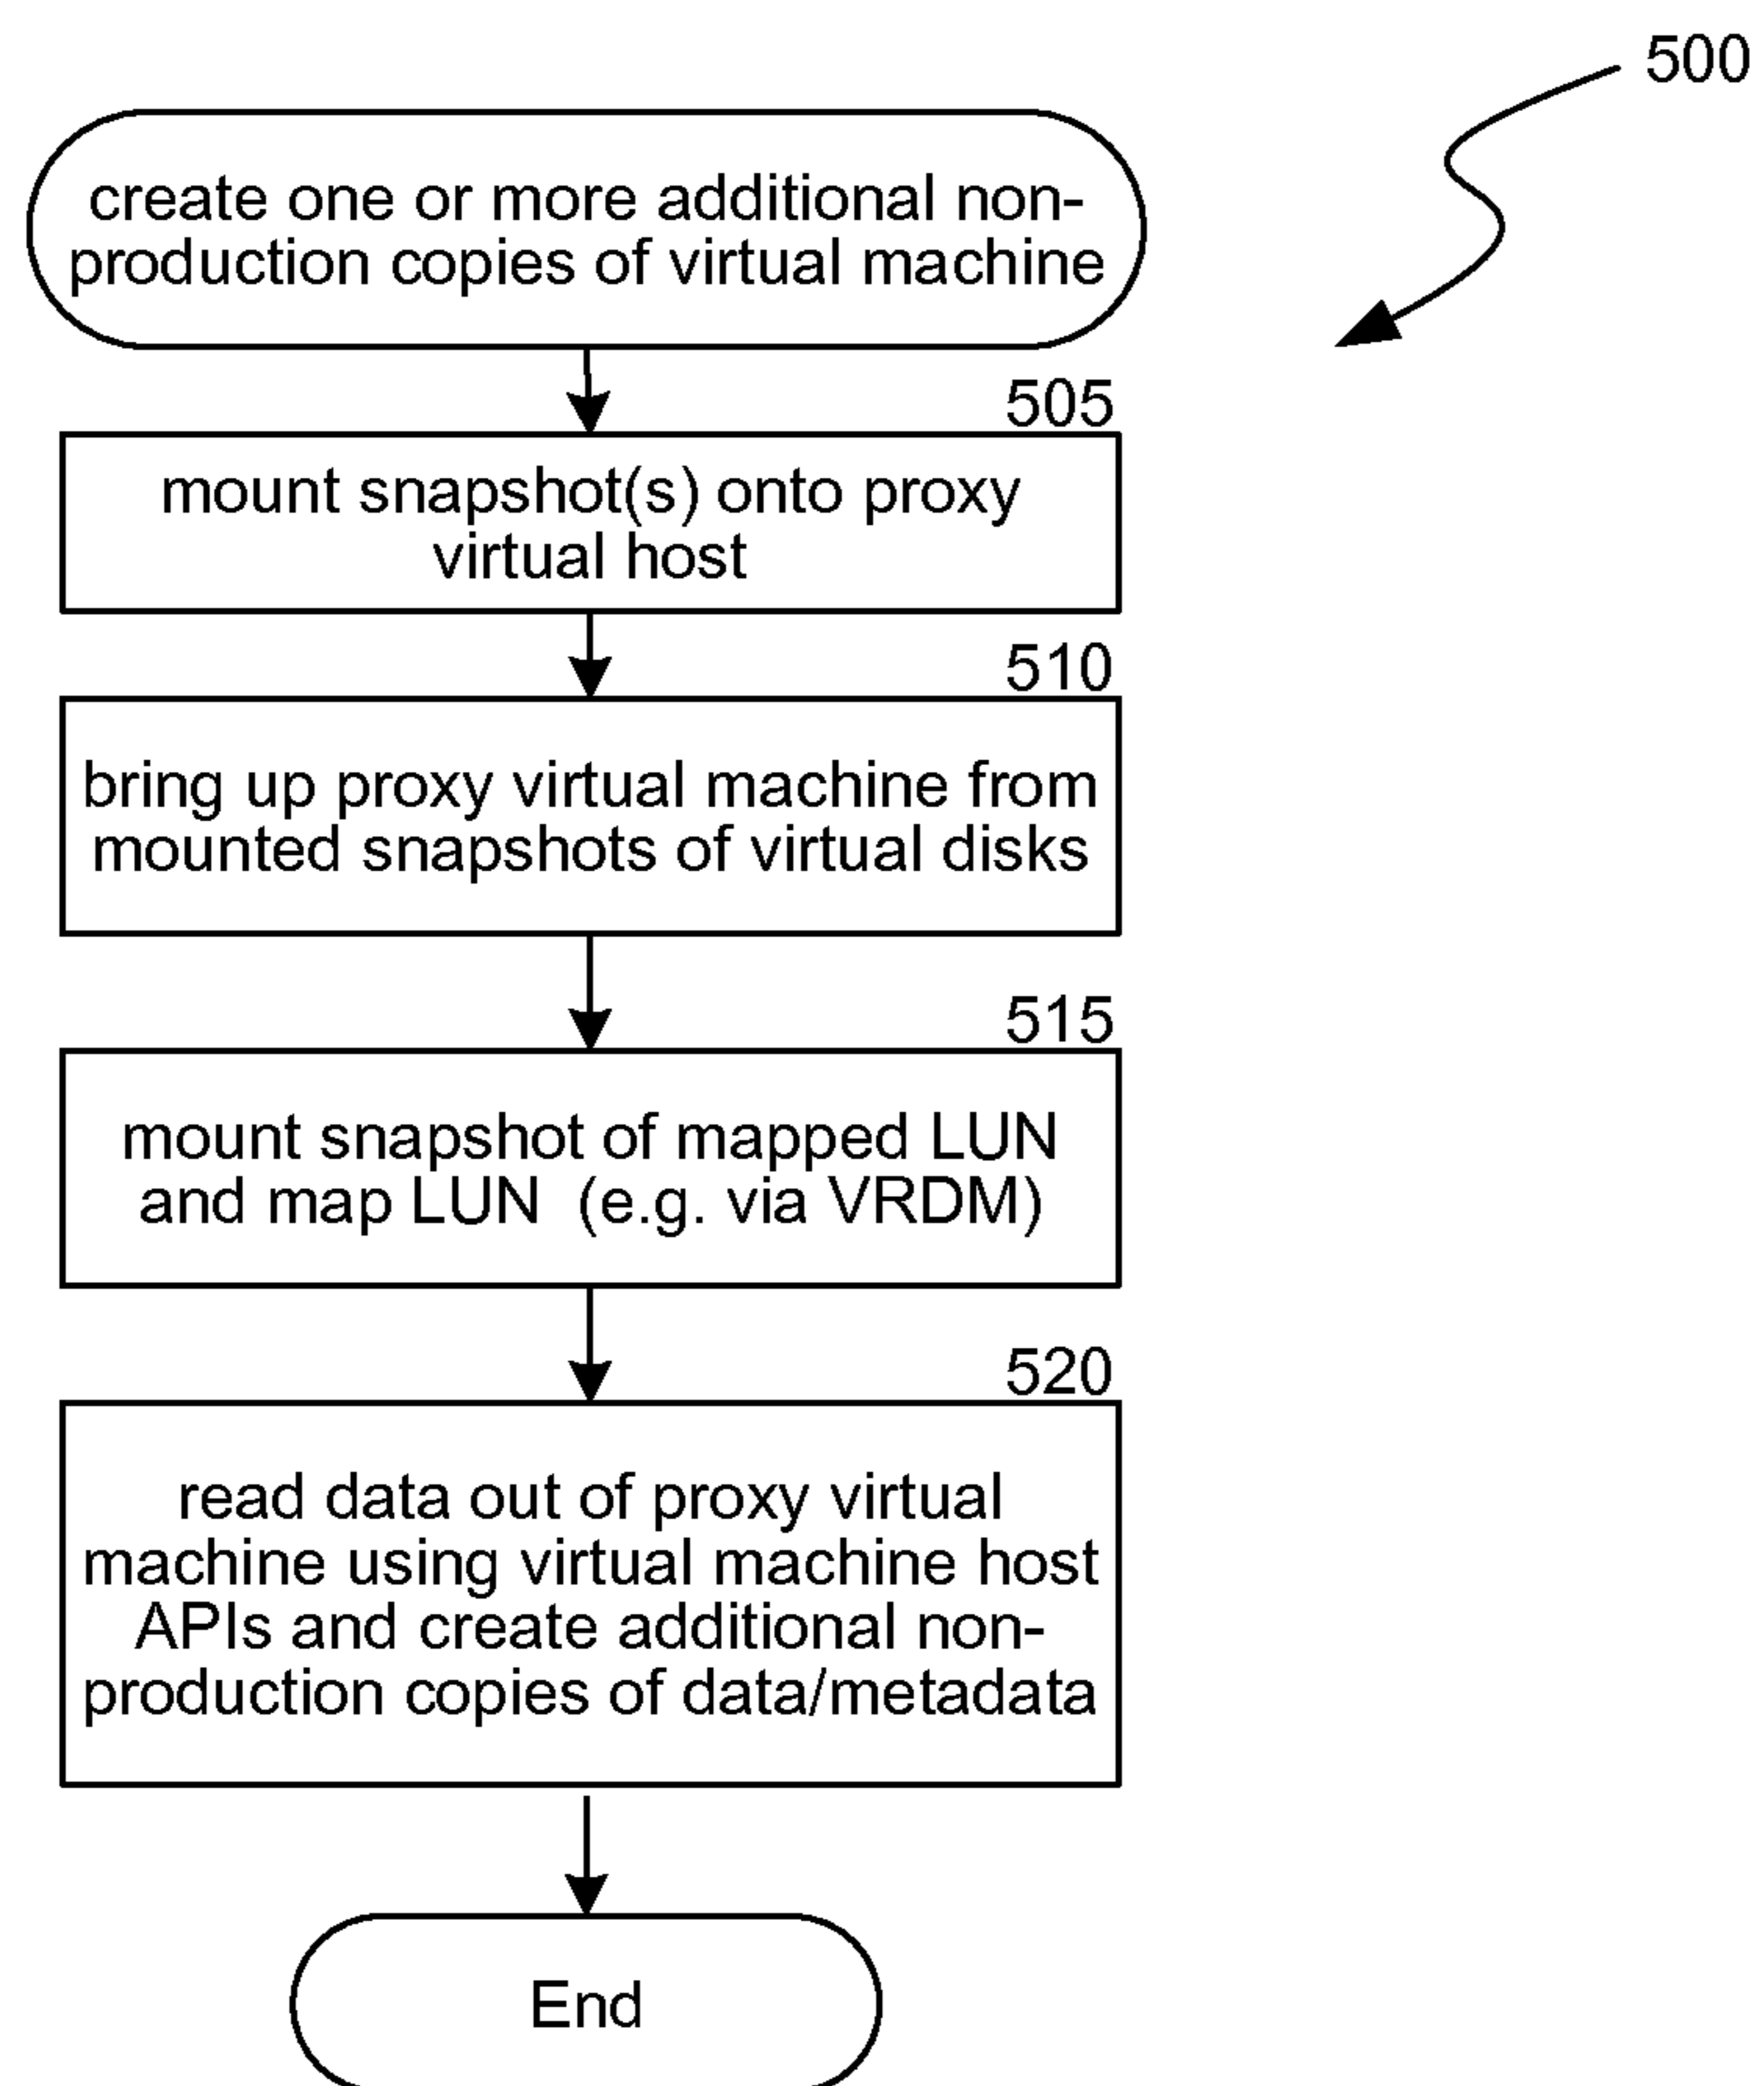 500
create one or more additional non-
production copies of virtual machine
505
mount snapshot(s) onto proxy
virtual host
510
bring up proxy virtual machine from
mounted snapshots of virtual disks
515
mount snapshot of mapped LUN
and map LUN (e.g. via VRDM)
520
read data out of proxy virtual
machine using virtual machine host
APIs and create additional non-
production copies of data/metadata
End